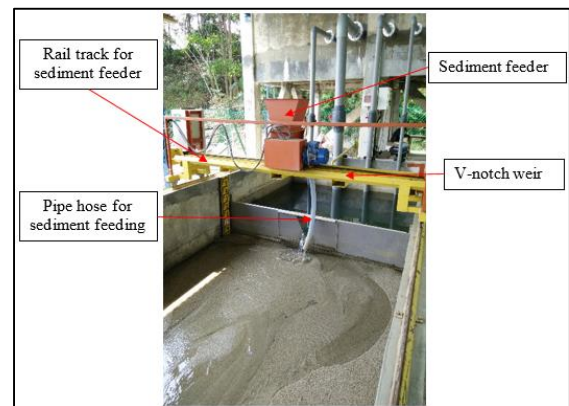 Rail track for
sediment feeder
Sediment feeder
V-notch weir
Pipe hose for
sediment feeding